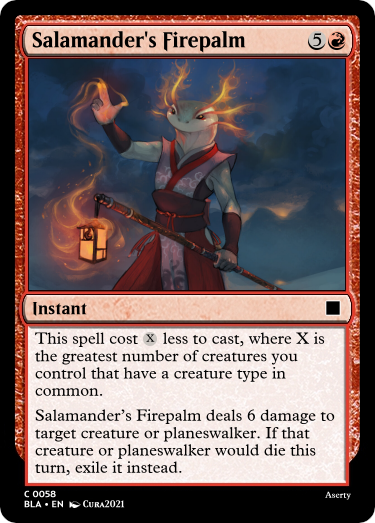 Salamander's Firepalm 5
Instant
This spell cost X less to cast, where X is
the greatest number of creatures you
control that have a creature type in
common.
Salamander's Firepalm deals 6 damage to
target creature or planeswalker. If that
creature or planeswalker would die this
turn, exile it instead.
C 0058
BLA • EN Cura2021
Aserty